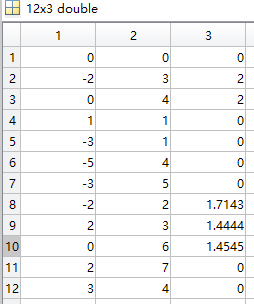 12x3 double
1 2 3
1 0 0 0
2 -2 3 2
3 0 4 2
4 1 1 0
5 -3 1 0
6 -5 4 0
7 -3 5 0
8 -2 2 1.7143
9 2 3 1.4444
10 0 6 1.4545
11 2 7 0
12 3 4 0